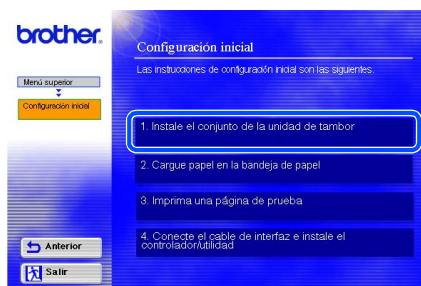 brother.
Configuración inicial
Las instrucciones de configuración inicial son las siguientes.
Menú superior
Configuración inicial
1. Instale el conjunto de la unidad de tambor
2. Cargue papel en la bandeja de papel
3. Imprima una página de prueba
4. Conecte el cable de interfaz e instale el
controlador/utilidad
Anterior
Salir